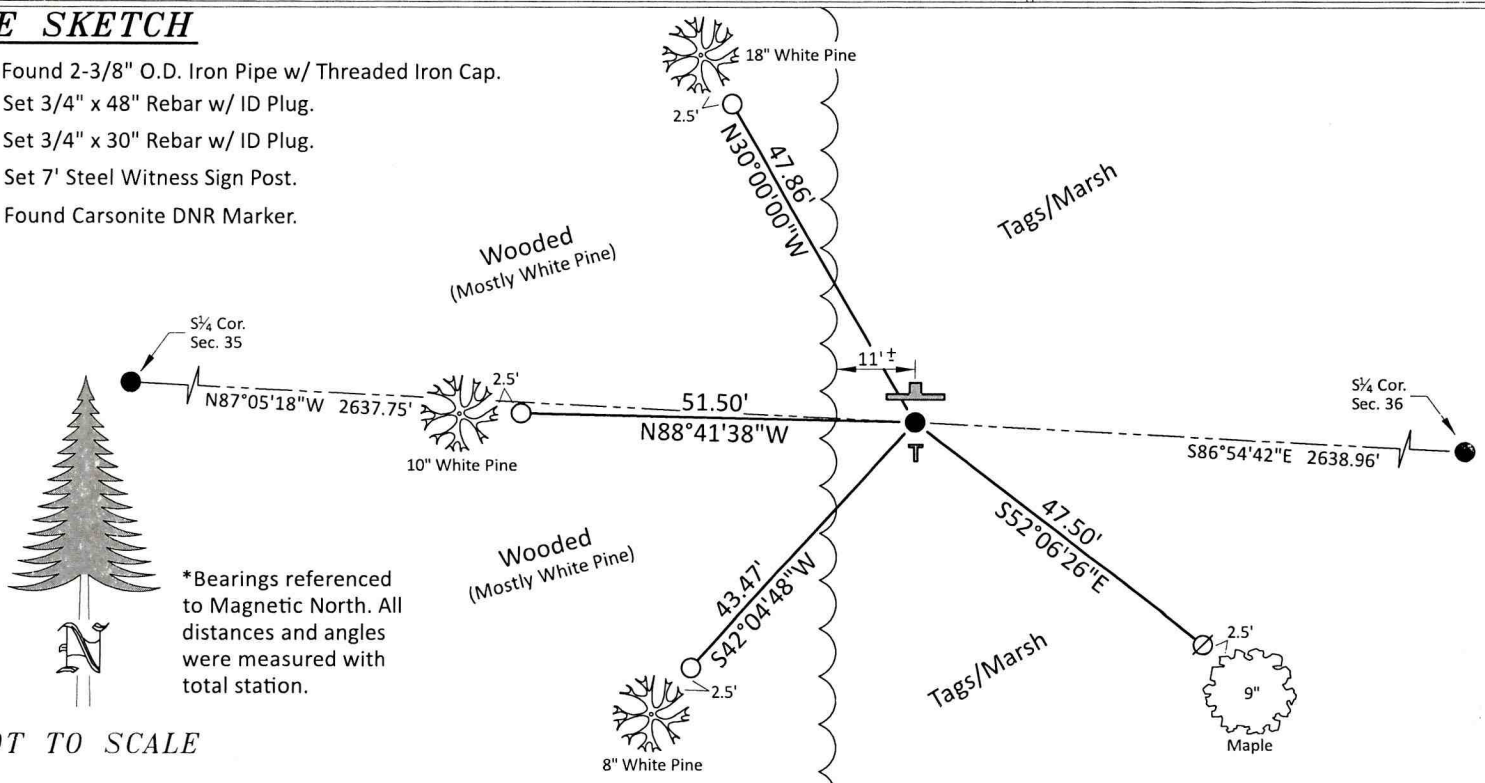 E SKETCH
Found 2-3/8" O.D. Iron Pipe w/ Threaded Iron Cap.
Set 3/4" x 48" Rebar w/ ID Plug.
Set 3/4" x 30" Rebar w/ ID Plug.
Set 7' Steel Witness Sign Post.
Found Carsonite DNR Marker.
18" White Pine
2.5'
47.86'
N30°00'00"W
Tags/Marsh
Wooded
(Mostly White Pine)
S¼ Cor.
Sec. 35
N87°05'18"W 2637.75'
2.5'
10" White Pine
51.50'
N88°41'38"W
11' ±
T
S¼ Cor.
Sec. 36
S86°54'42"E 2638.96'
Wooded
(Mostly White Pine)
43.47'
S42°04'48"W
2.5'
8" White Pine
47.50'
S52°06'26"E
2.5'
9"
Maple
Tags/Marsh
N
*Bearings referenced
to Magnetic North. All
distances and angles
were measured with
total station.
OT TO SCALE